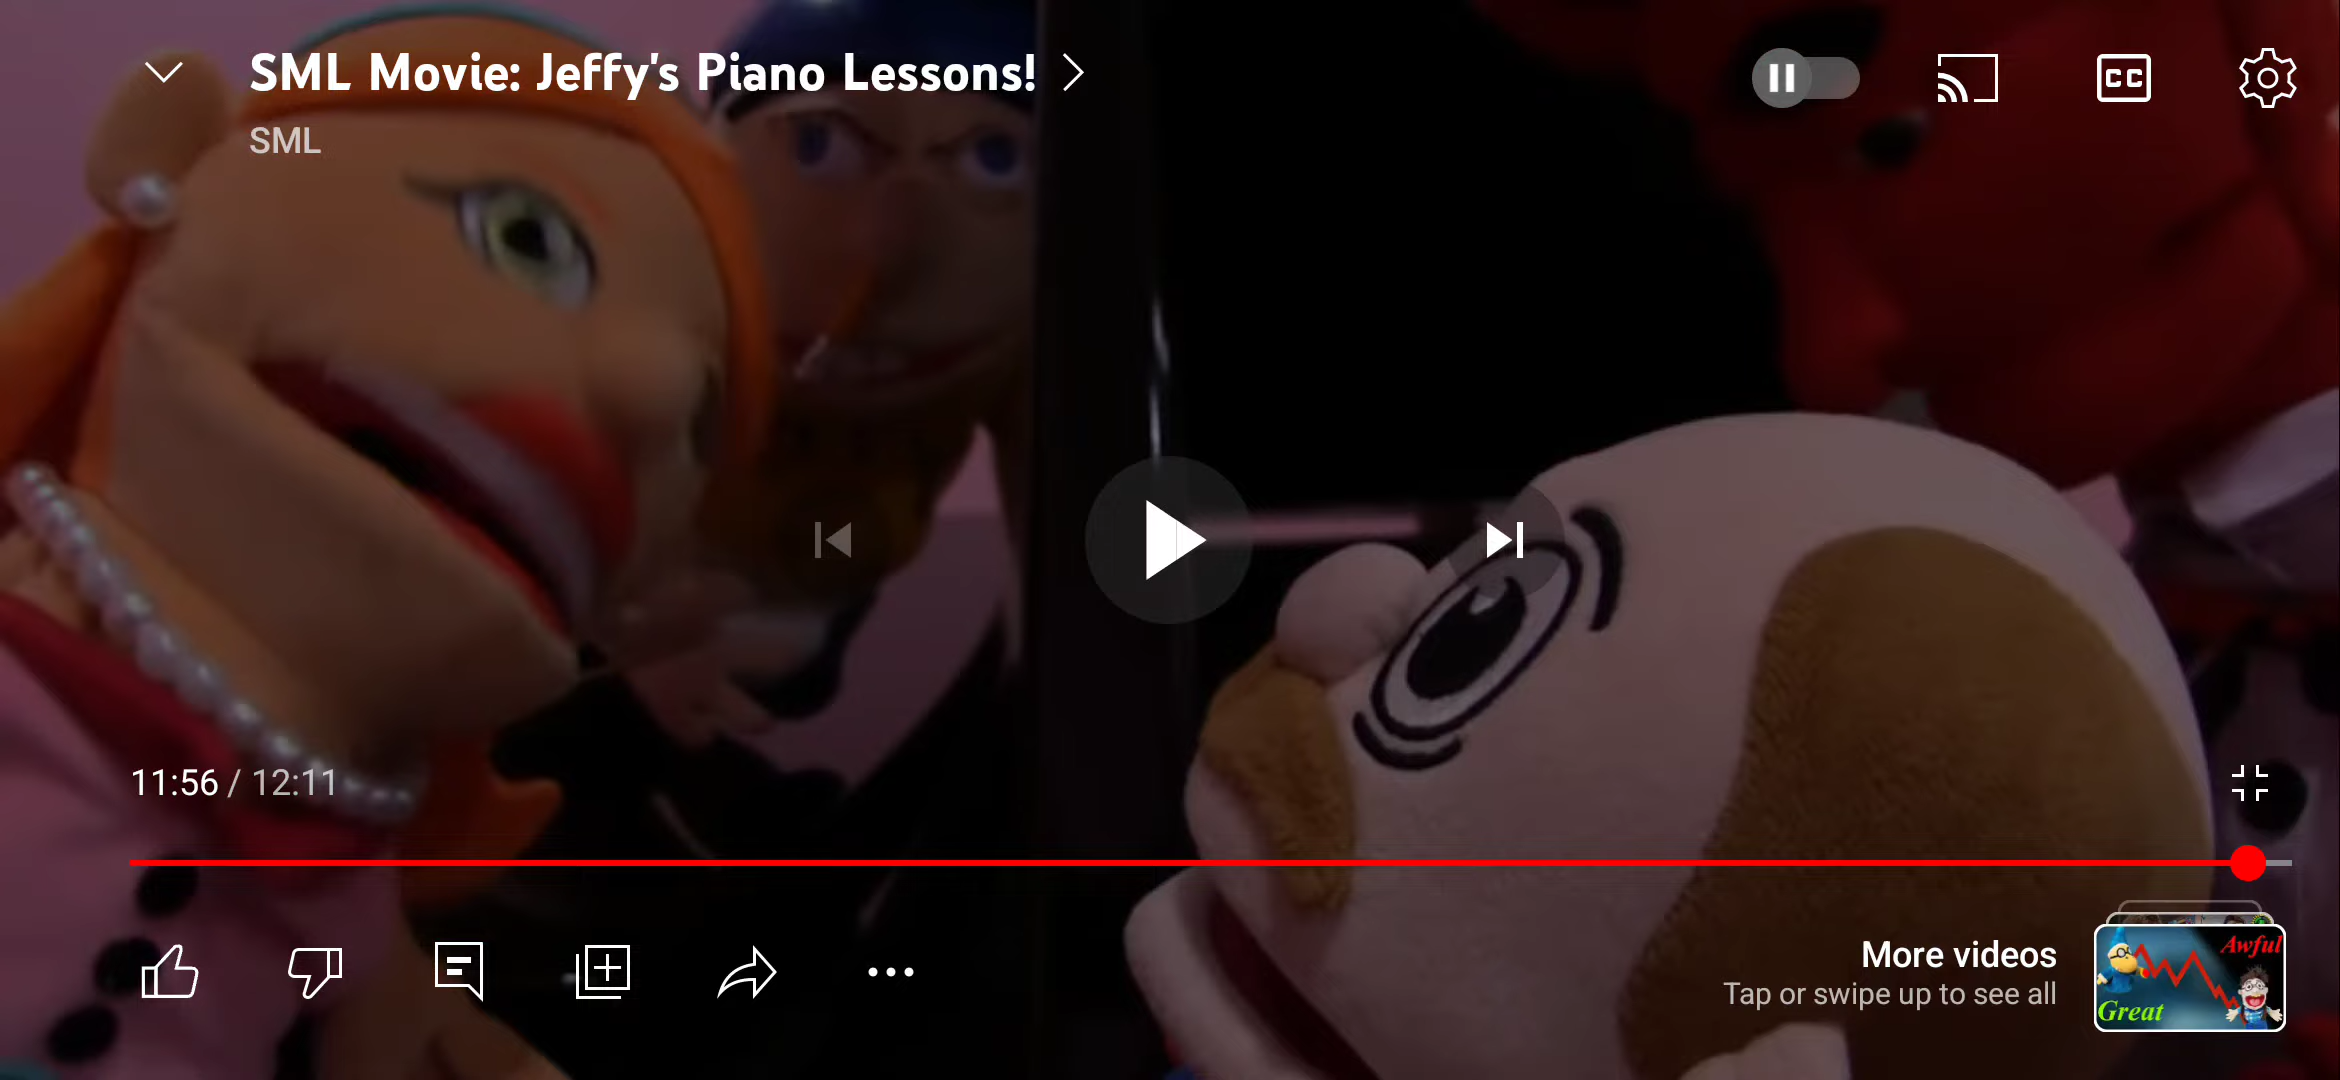 SML Movie: Jeffy's Piano Lessons!
SML
CC
11:56 / 12:11
More videos
Tap or swipe up to see all
Awful
Great